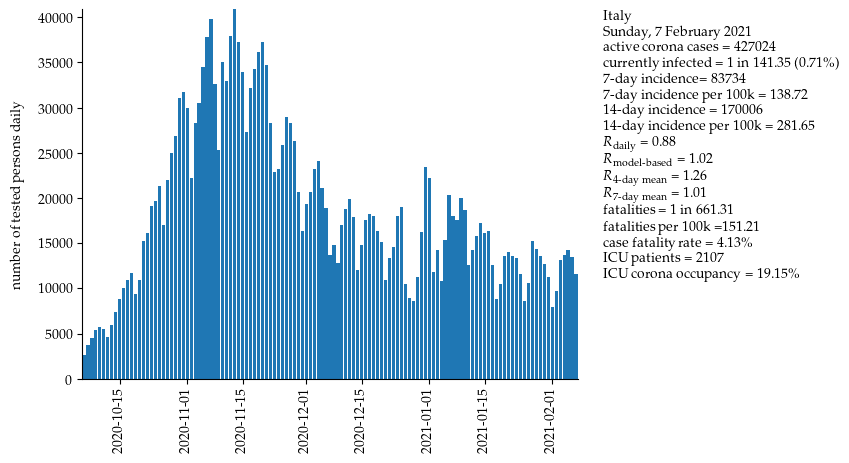 number of tested persons daily
40000
35000
30000
25000
20000
15000
10000
5000
0
2020-10-15
2020-11-01
2020-11-15
2020-12-01
2020-12-15
2021-01-01
2021-01-15
2021-02-01
Italy
Sunday, 7 February 2021
active corona cases = 427024
currently infected = 1 in 141.35 (0.71%)
7-day incidence= 83734
7-day incidence per 100k = 138.72
14-day incidence = 170006
14-day incidence per 100k = 281.65
R daily = 0.88
R model-based = 1.02
R 4-day mean = 1.26
R 7-day mean = 1.01
fatalities = 1 in 661.31
fatalities per 100k =151.21
case fatality rate = 4.13%
ICU patients = 2107
ICU corona occupancy = 19.15%